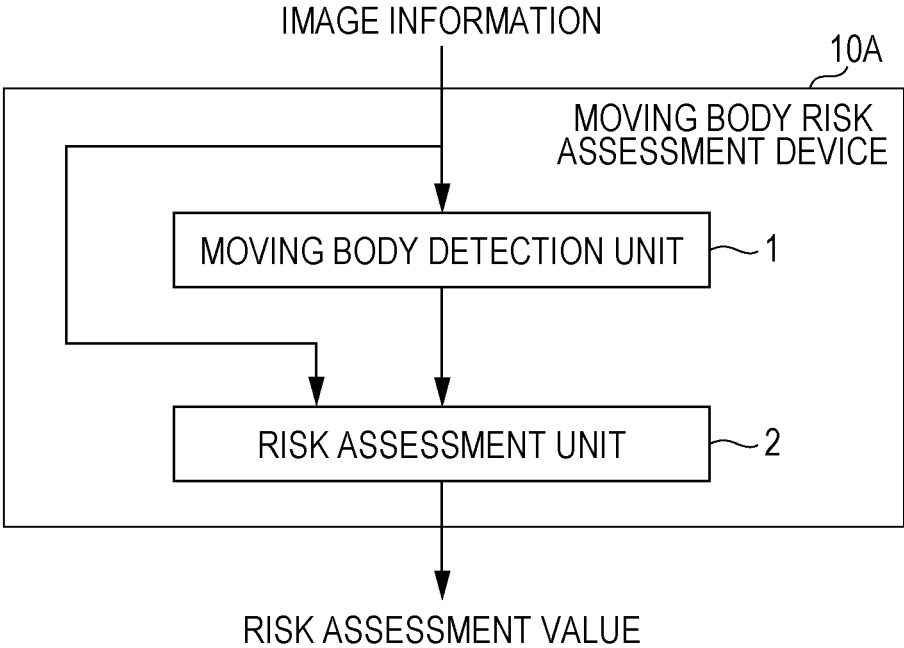 IMAGE INFORMATION
10A
MOVING BODY RISK
ASSESSMENT DEVICE
MOVING BODY DETECTION UNIT
1
RISK ASSESSMENT UNIT
2
RISK ASSESSMENT VALUE